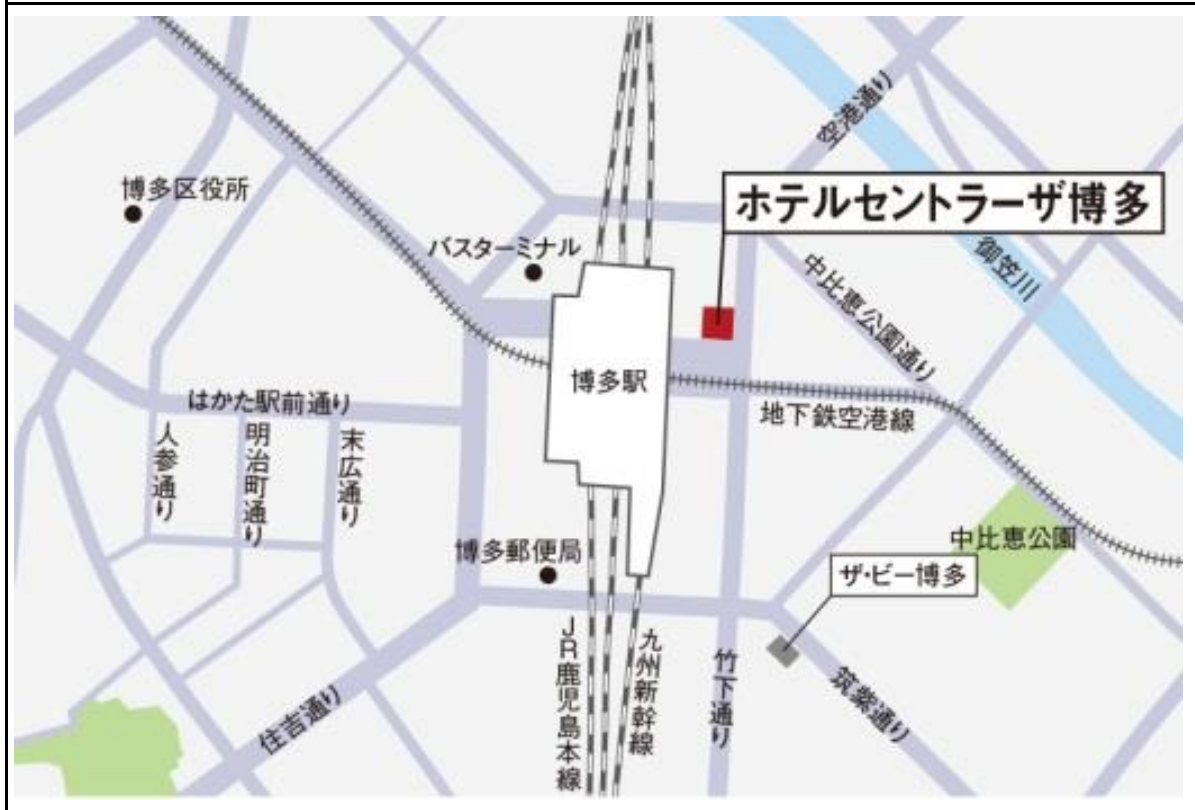 空港通り
博多区役所
ホテルセントラーザ博多
バスターミナル
御笠川
中比恵公園通り
博多駅
はかた駅前通り
地下鉄空港線
人参通り
明治町通り
末広通り
中比恵公園
博多郵便局
ザ・ビー博多
JR鹿児島本線
九州新幹線
竹下通り
筑紫通り
住吉通り